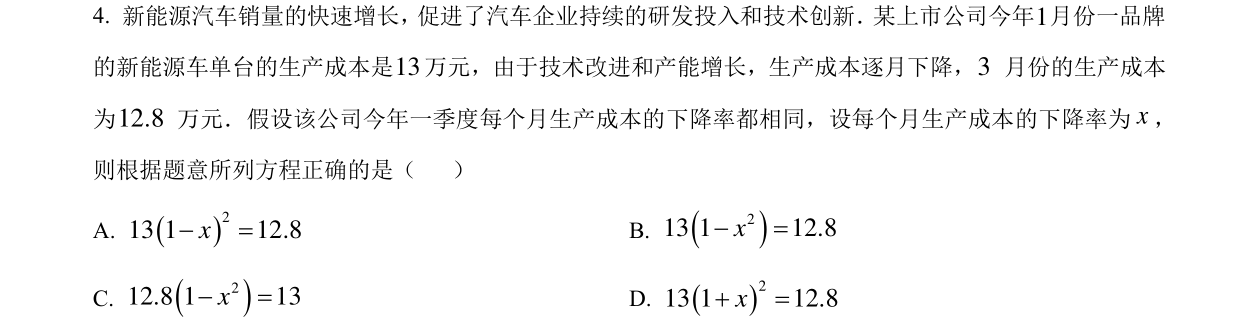 4. 新能源汽车销量的快速增长，促进了汽车企业持续的研发投入和技术创新．某上市公司今年1月份一品牌
的新能源车单台的生产成本是13万元，由于技术改进和产能增长，生产成本逐月下降，3 月份的生产成本
为12.8 万元．假设该公司今年一季度每个月生产成本的下降率都相同，设每个月生产成本的下降率为 x，
则根据题意所列方程正确的是（ ）
A. 13(1−x)²=12.8 B. 13(1−x²)=12.8
C. 12.8(1−x²)=13 D. 13(1+x)²=12.8